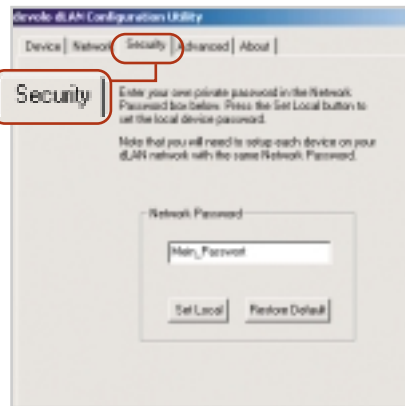 devolo dLAN Configuration Utility
Device Network Security Advanced About
Security
Enter your own private password in the Network
Password box below. Press the Set Local button to
set the local device password.
Note that you will need to setup each device on your
dLAN network with the same Network Password.
Network Password
Main_Passwort
Set Local Restore Default